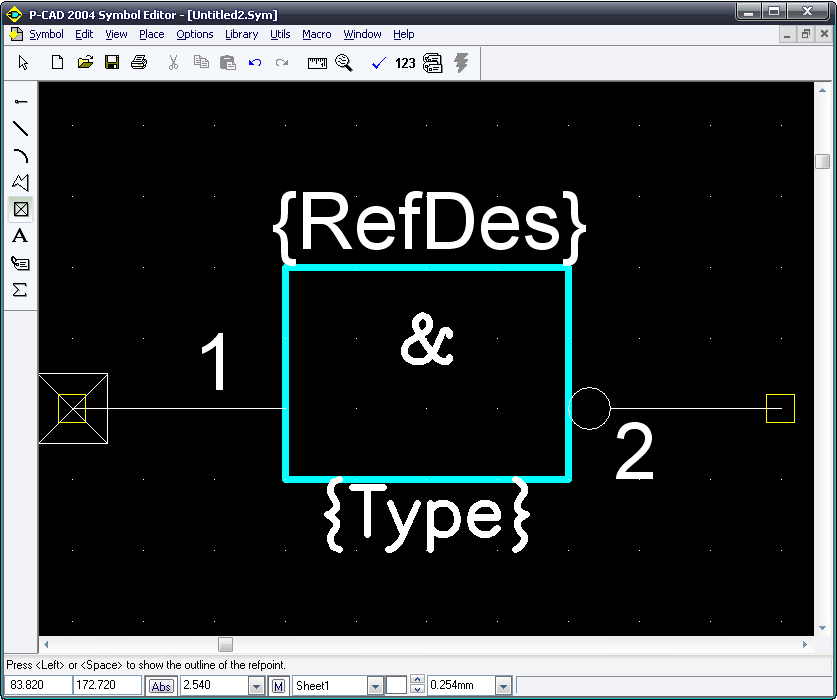 P-CAD 2004 Symbol Editor - [Untitled2.Sym]
Symbol Edit View Place Options Library Utils Macro Window Help
123
A
Σ
{RefDes}
&
1
2
{Type}
Press <Left> or <Space> to show the outline of the refpoint.
83.820 172.720 Abs 2.540 M Sheet1 0.254mm